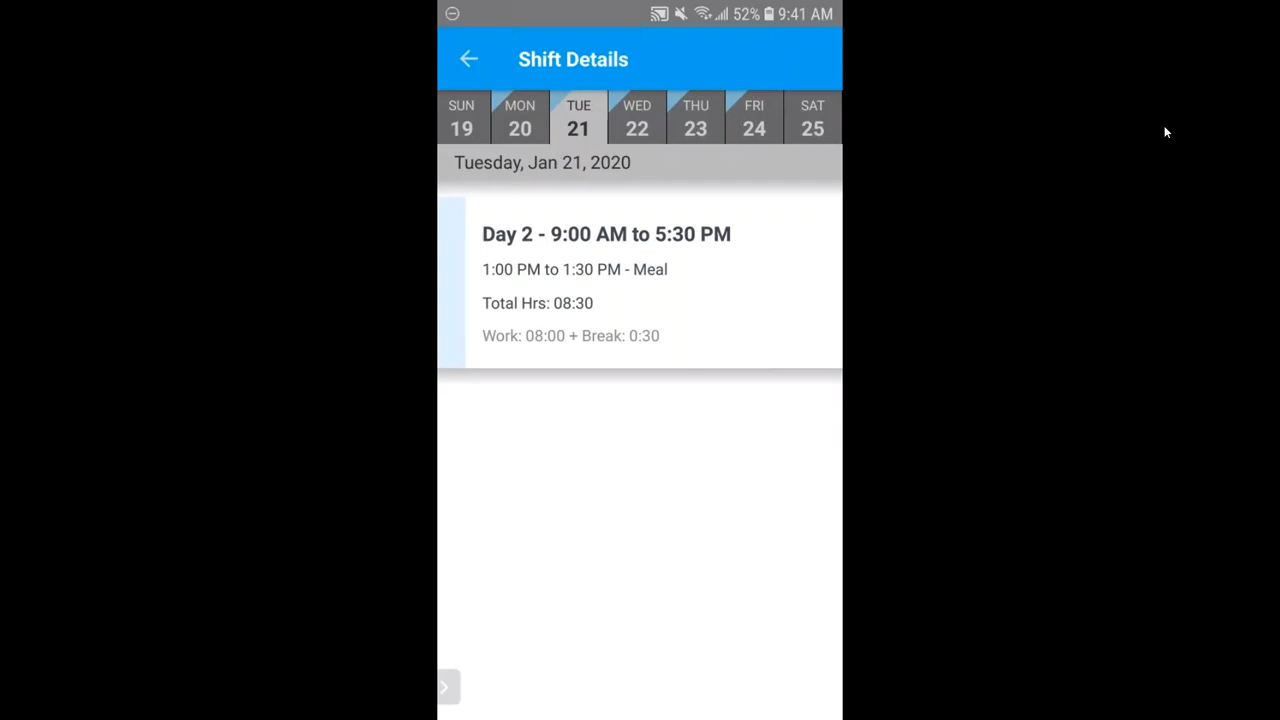 52% 9:41 AM
Shift Details
SUN MON TUE WED THU FRI SAT
19 20 21 22 23 24 25
Tuesday, Jan 21, 2020
Day 2 - 9:00 AM to 5:30 PM
1:00 PM to 1:30 PM - Meal
Total Hrs: 08:30
Work: 08:00 + Break: 0:30